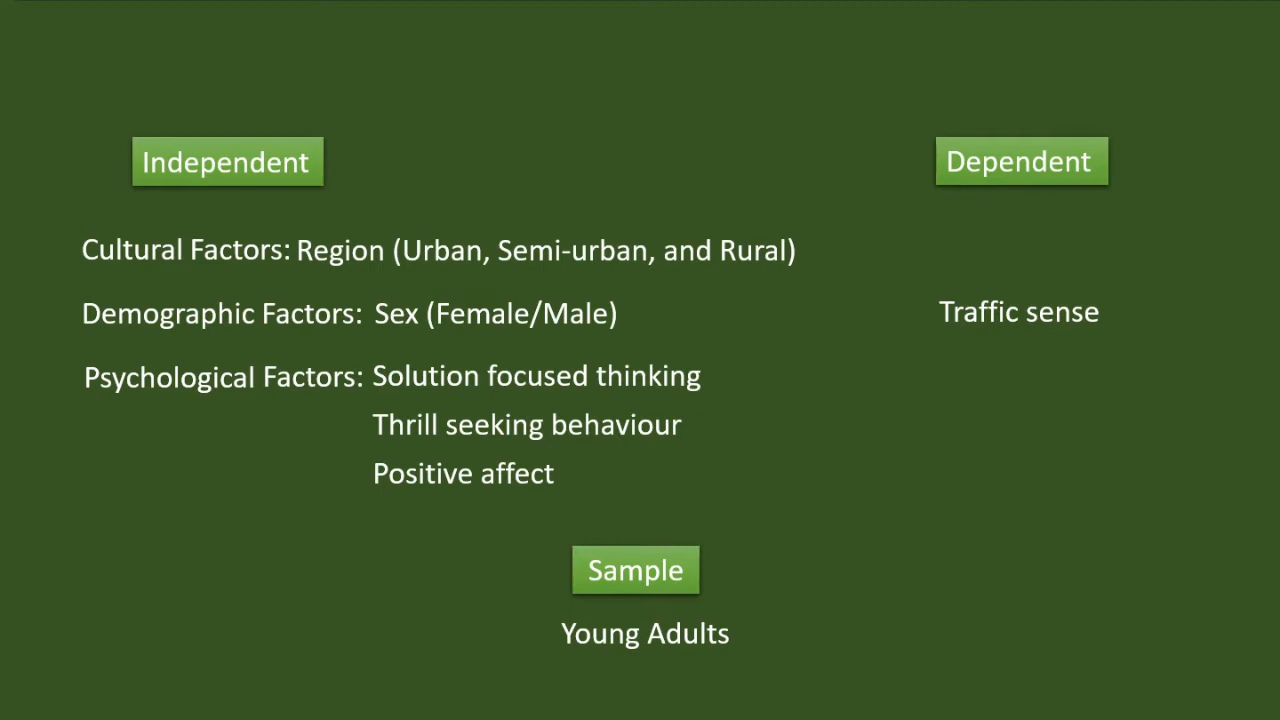 Independent
Dependent
Cultural Factors: Region (Urban, Semi-urban, and Rural)
Demographic Factors: Sex (Female/Male)
Traffic sense
Psychological Factors: Solution focused thinking
Thrill seeking behaviour
Positive affect
Sample
Young Adults